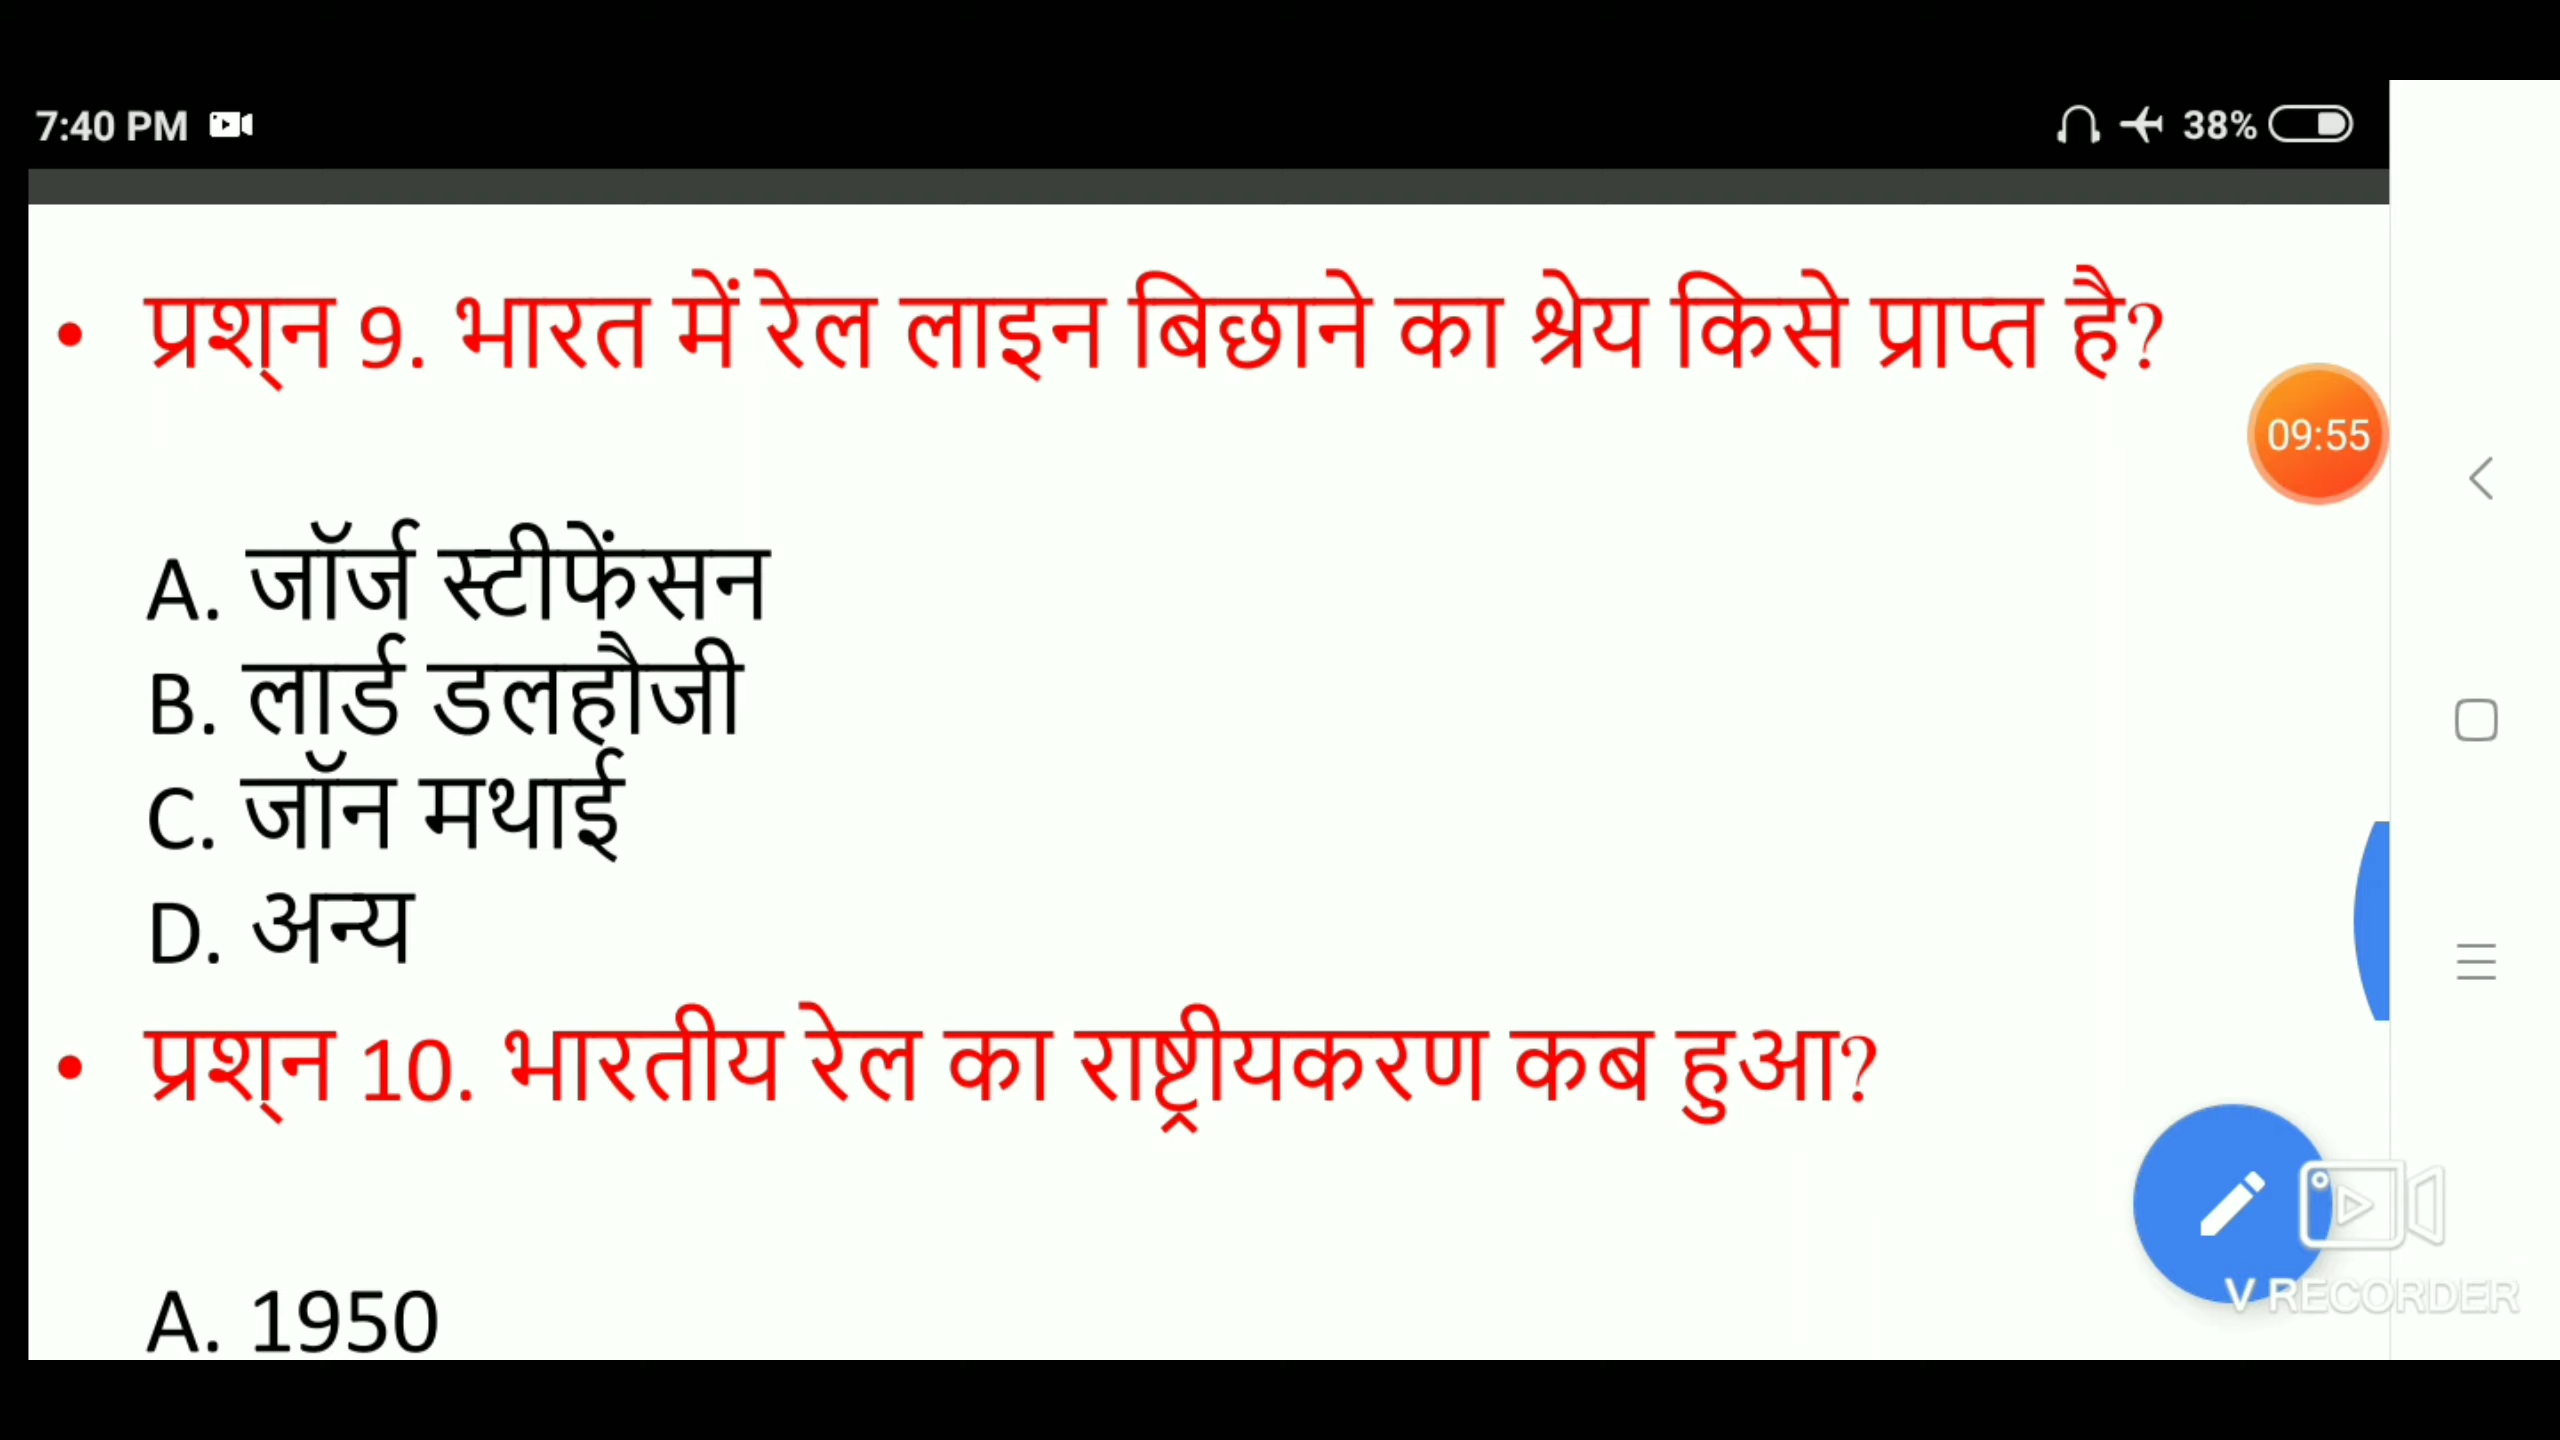 7:40 PM 38%
• प्रश्‌न 9. भारत में रेल लाइन बिछाने का श्रेय किसे प्राप्त है?
09:55
A. जॉर्ज स्टीफेंसन
B. लार्ड डलहौजी
C. जॉन मथाई
D. अन्य
• प्रश्‌न 10. भारतीय रेल का राष्ट्रीयकरण कब हुआ?
A. 1950
V RECORDER